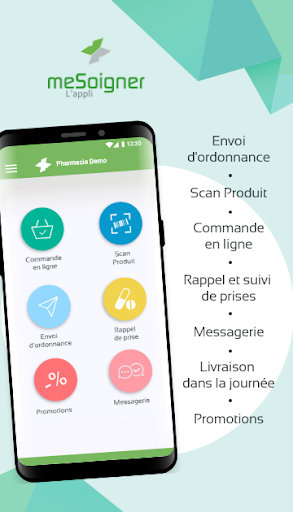 meSoigner
L'appli
12:30
Pharmacie Demo
Commande
en ligne
Scan
Produit
Envoi
d'ordonnance
Rappel
de prise
Promotions
Messagerie
Envoi
d'ordonnance
•
Scan Produit
•
Commande
en ligne
•
Rappel et suivi
de prises
•
Messagerie
•
Livraison
dans la journée
•
Promotions